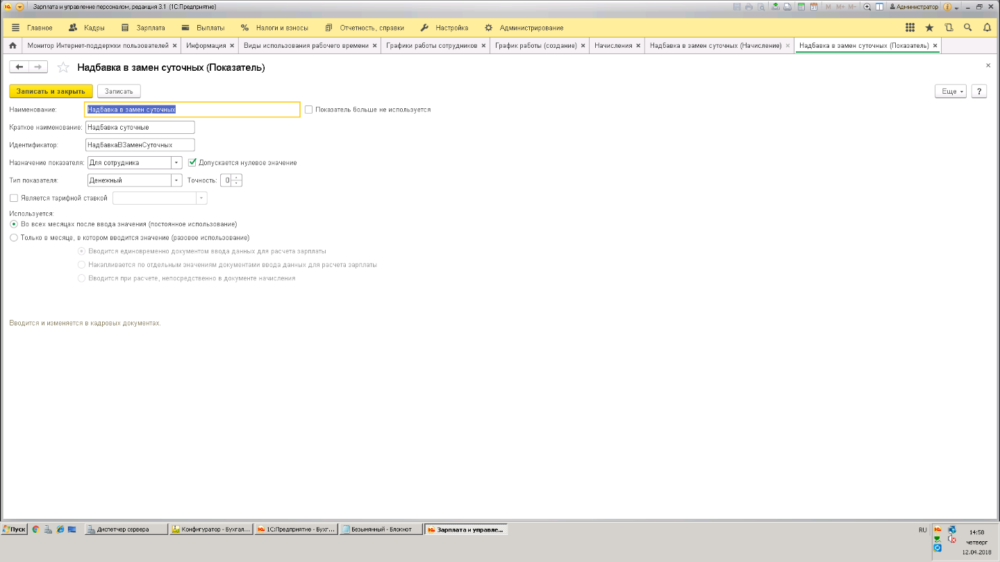 Зарплата и управление персоналом, редакция 3.1 (1С:Предприятие)
M M+ M- Администратор
Главное Кадры Зарплата Выплаты Налоги и взносы Отчетность, справки Настройка Администрирование
Монитор Интернет-поддержки пользователей Информация Виды использования рабочего времени Графики работы сотрудников График работы (создание) Начисления Надбавка в замен суточных (Начисление) Надбавка в замен суточных (Показатель)
Надбавка в замен суточных (Показатель)
Записать и закрыть Записать Еще ?
Наименование: Надбавка в замен суточных Показатель больше не используется
Краткое наименование: Надбавка суточные
Идентификатор: НадбавкаВЗаменСуточных
Назначение показателя: Для сотрудника Допускается нулевое значение
Тип показателя: Денежный Точность: 0
Является тарифной ставкой
Используется:
Во всех месяцах после ввода значения (постоянное использование)
Только в месяце, в котором вводится значение (разовое использование)
Вводится единовременно документом ввода данных для расчета зарплаты
Накапливается по отдельным значениям документами ввода данных для расчета зарплаты
Вводится при расчете, непосредственно в документе начисления
Вводится и изменяется в кадровых документах.
Пуск Диспетчер сервера Конфигуратор - Бухгал... 1С:Предприятие - Бухг... Безымянный - Блокнот Зарплата и управле... RU 14:58
четверг
12.04.2018